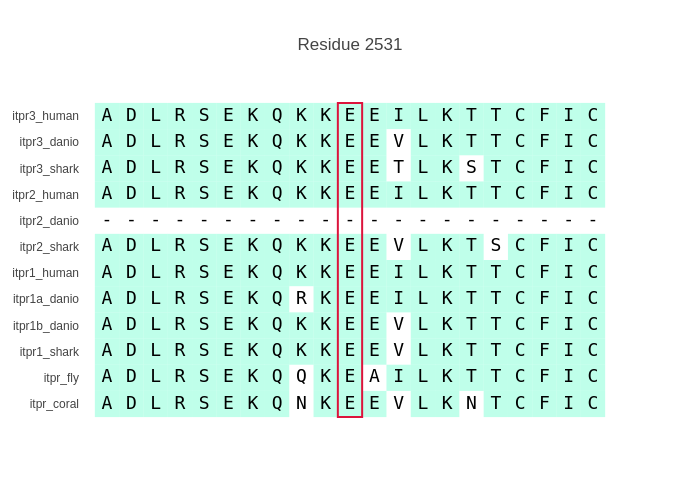 Residue 2531
itpr3_human A D L R S E K Q K K E E I L K T T C F I C
itpr3_danio A D L R S E K Q K K E E V L K T T C F I C
itpr3_shark A D L R S E K Q K K E E T L K S T C F I C
itpr2_human A D L R S E K Q K K E E I L K T T C F I C
itpr2_danio - - - - - - - - - - - - - - - - - - - - -
itpr2_shark A D L R S E K Q K K E E V L K T S C F I C
itpr1_human A D L R S E K Q K K E E I L K T T C F I C
itpr1a_danio A D L R S E K Q R K E E I L K T T C F I C
itpr1b_danio A D L R S E K Q K K E E V L K T T C F I C
itpr1_shark A D L R S E K Q K K E E V L K T T C F I C
itpr_fly A D L R S E K Q Q K E A I L K T T C F I C
itpr_coral A D L R S E K Q N K E E V L K N T C F I C